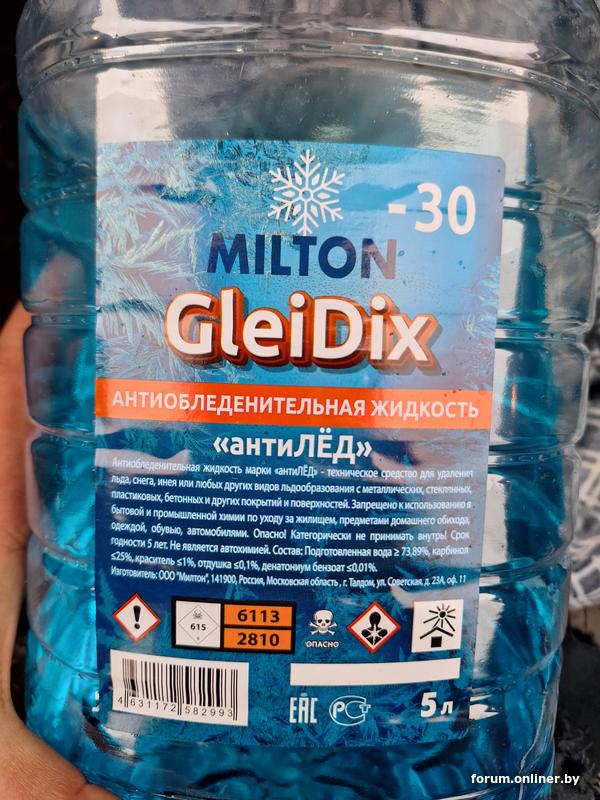 -30
MILTON
GleiDix
АНТИОБЛЕДЕНИТЕЛЬНАЯ ЖИДКОСТЬ
«антиЛЁД»
Антиобледенительная жидкость марки «антиЛЁД» - техническое средство для удаления
льда, снега, инея или любых других видов льдообразования с металлических, стеклянных,
пластиковых, бетонных и других покрытий и поверхностей. Запрещено к использованию в
бытовой и промышленной химии по уходу за жилищем, предметами домашнего обихода,
одеждой, обувью, автомобилями. Опасно! Категорически не принимать внутрь! Срок
годности 5 лет. Не является автохимией. Состав: Подготовленная вода ≥ 73,89%, карбинол
≤25%, краситель ≤1%, отдушка ≤0,1%, денатониум бензоат ≤0,01%.
Изготовитель: ООО "Милтон", 141900, Россия, Московская область, г. Талдом, ул. Советская, д. 23А, оф. 11
615
6
6113
2810
ОПАСНО
4 631172 582993
ЕАС
РСТ
5 л
forum.onliner.by